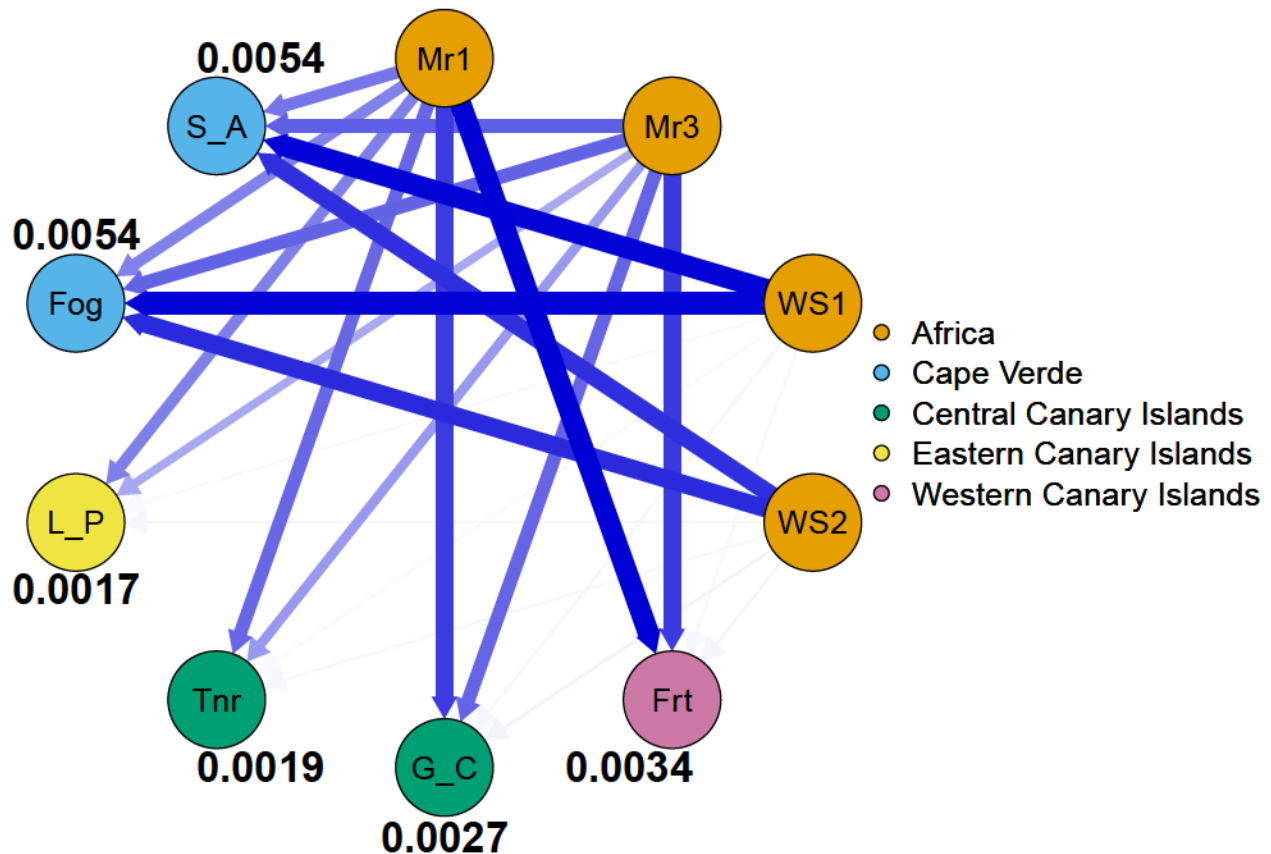 0.0054
Mr1
S_A
Mr3
0.0054
Fog
WS1
Africa
Cape Verde
Central Canary Islands
Eastern Canary Islands
Western Canary Islands
L_P
WS2
0.0017
Tnr
Frt
0.0019
G_C
0.0034
0.0027